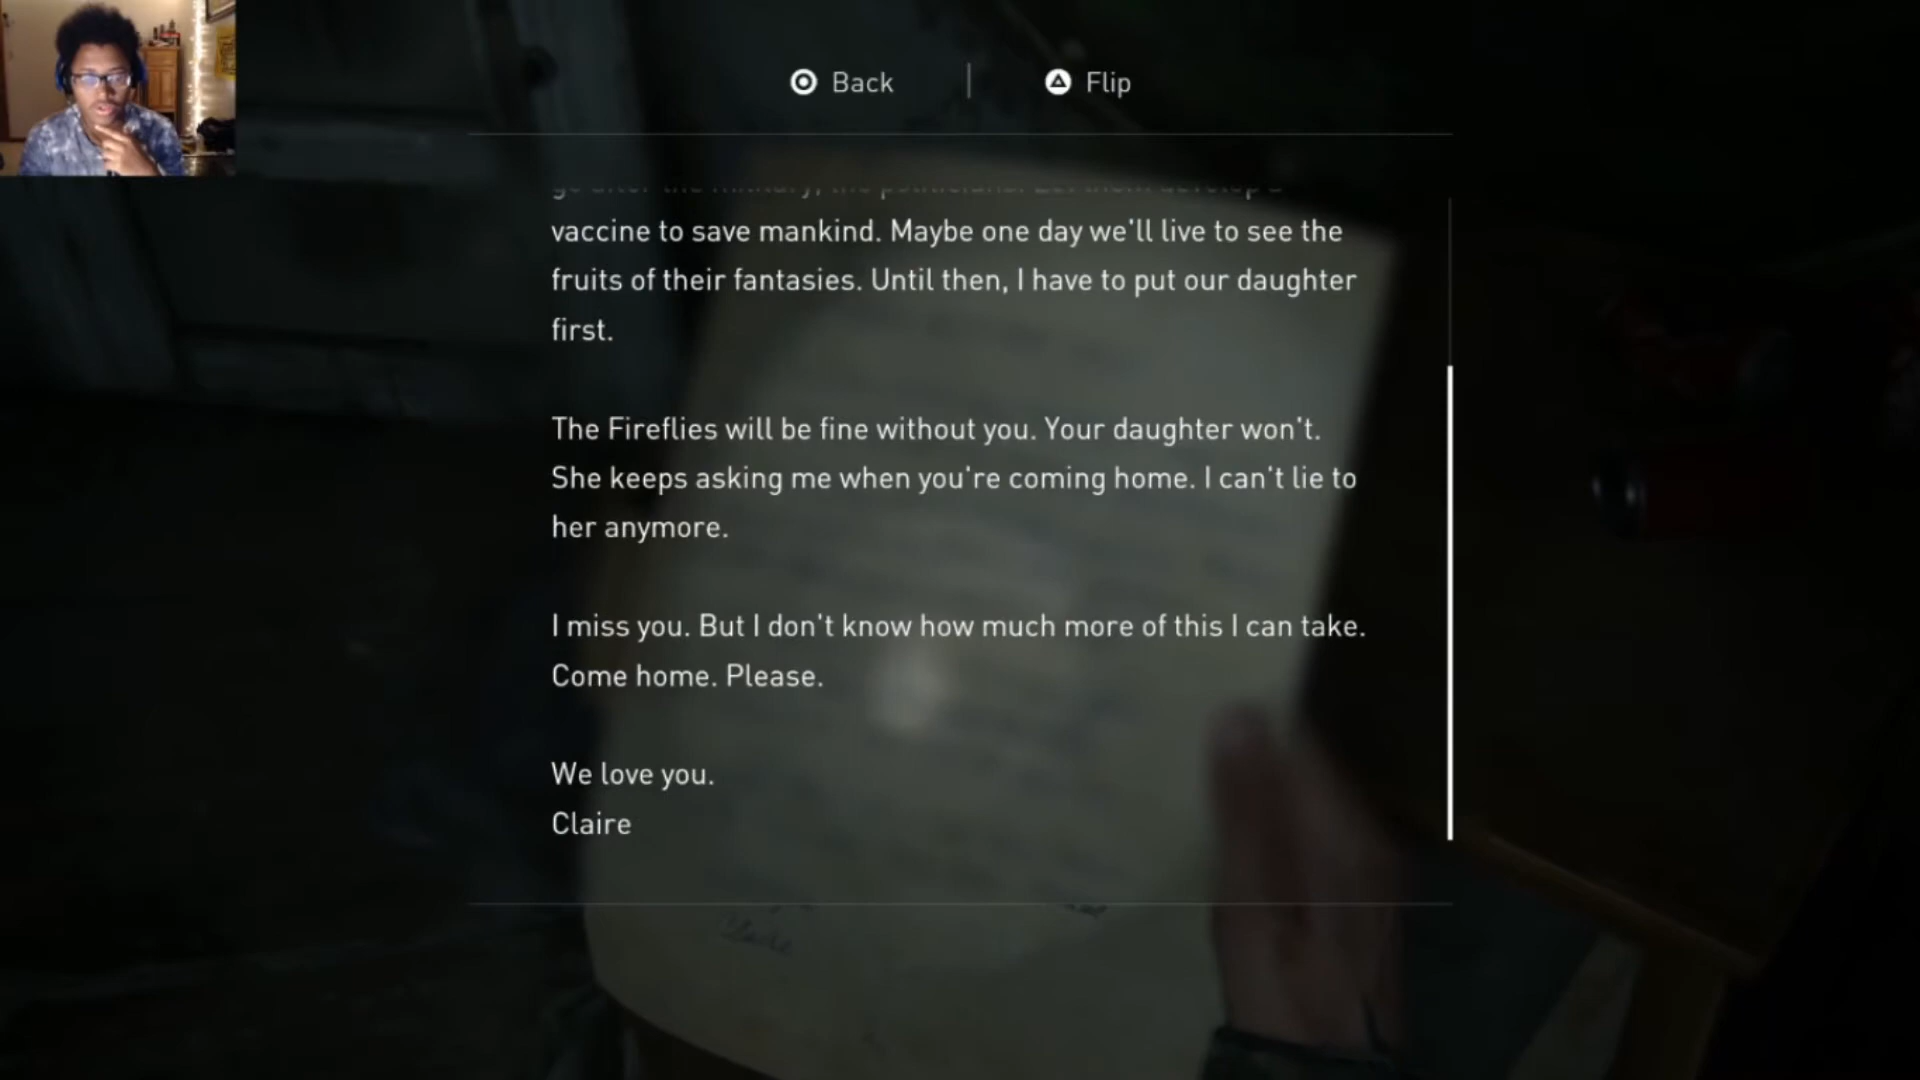 Back | Flip
vaccine to save mankind. Maybe one day we'll live to see the
fruits of their fantasies. Until then, I have to put our daughter
first.
The Fireflies will be fine without you. Your daughter won't.
She keeps asking me when you're coming home. I can't lie to
her anymore.
I miss you. But I don't know how much more of this I can take.
Come home. Please.
We love you.
Claire
Claire